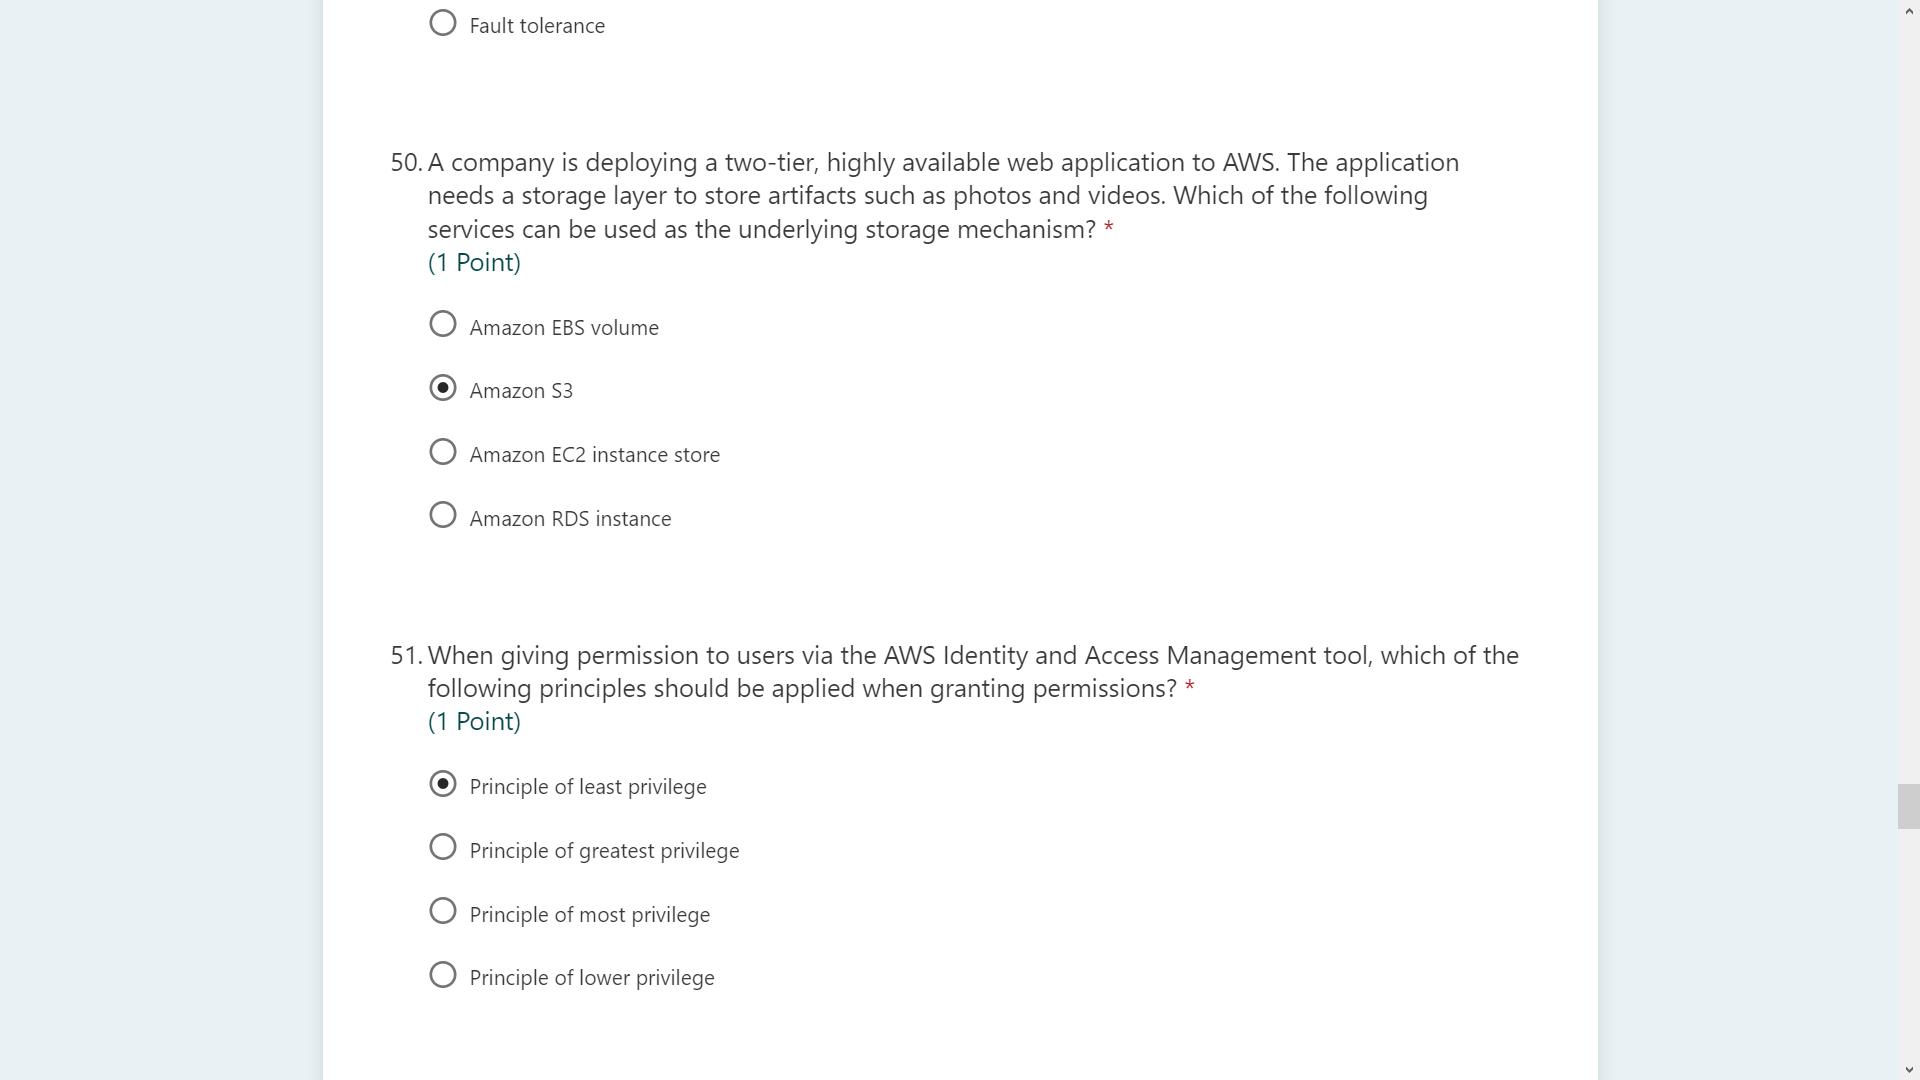 Fault tolerance
50. A company is deploying a two-tier, highly available web application to AWS. The application
needs a storage layer to store artifacts such as photos and videos. Which of the following
services can be used as the underlying storage mechanism? *
(1 Point)
Amazon EBS volume
Amazon S3
Amazon EC2 instance store
Amazon RDS instance
51. When giving permission to users via the AWS Identity and Access Management tool, which of the
following principles should be applied when granting permissions? *
(1 Point)
Principle of least privilege
Principle of greatest privilege
Principle of most privilege
Principle of lower privilege